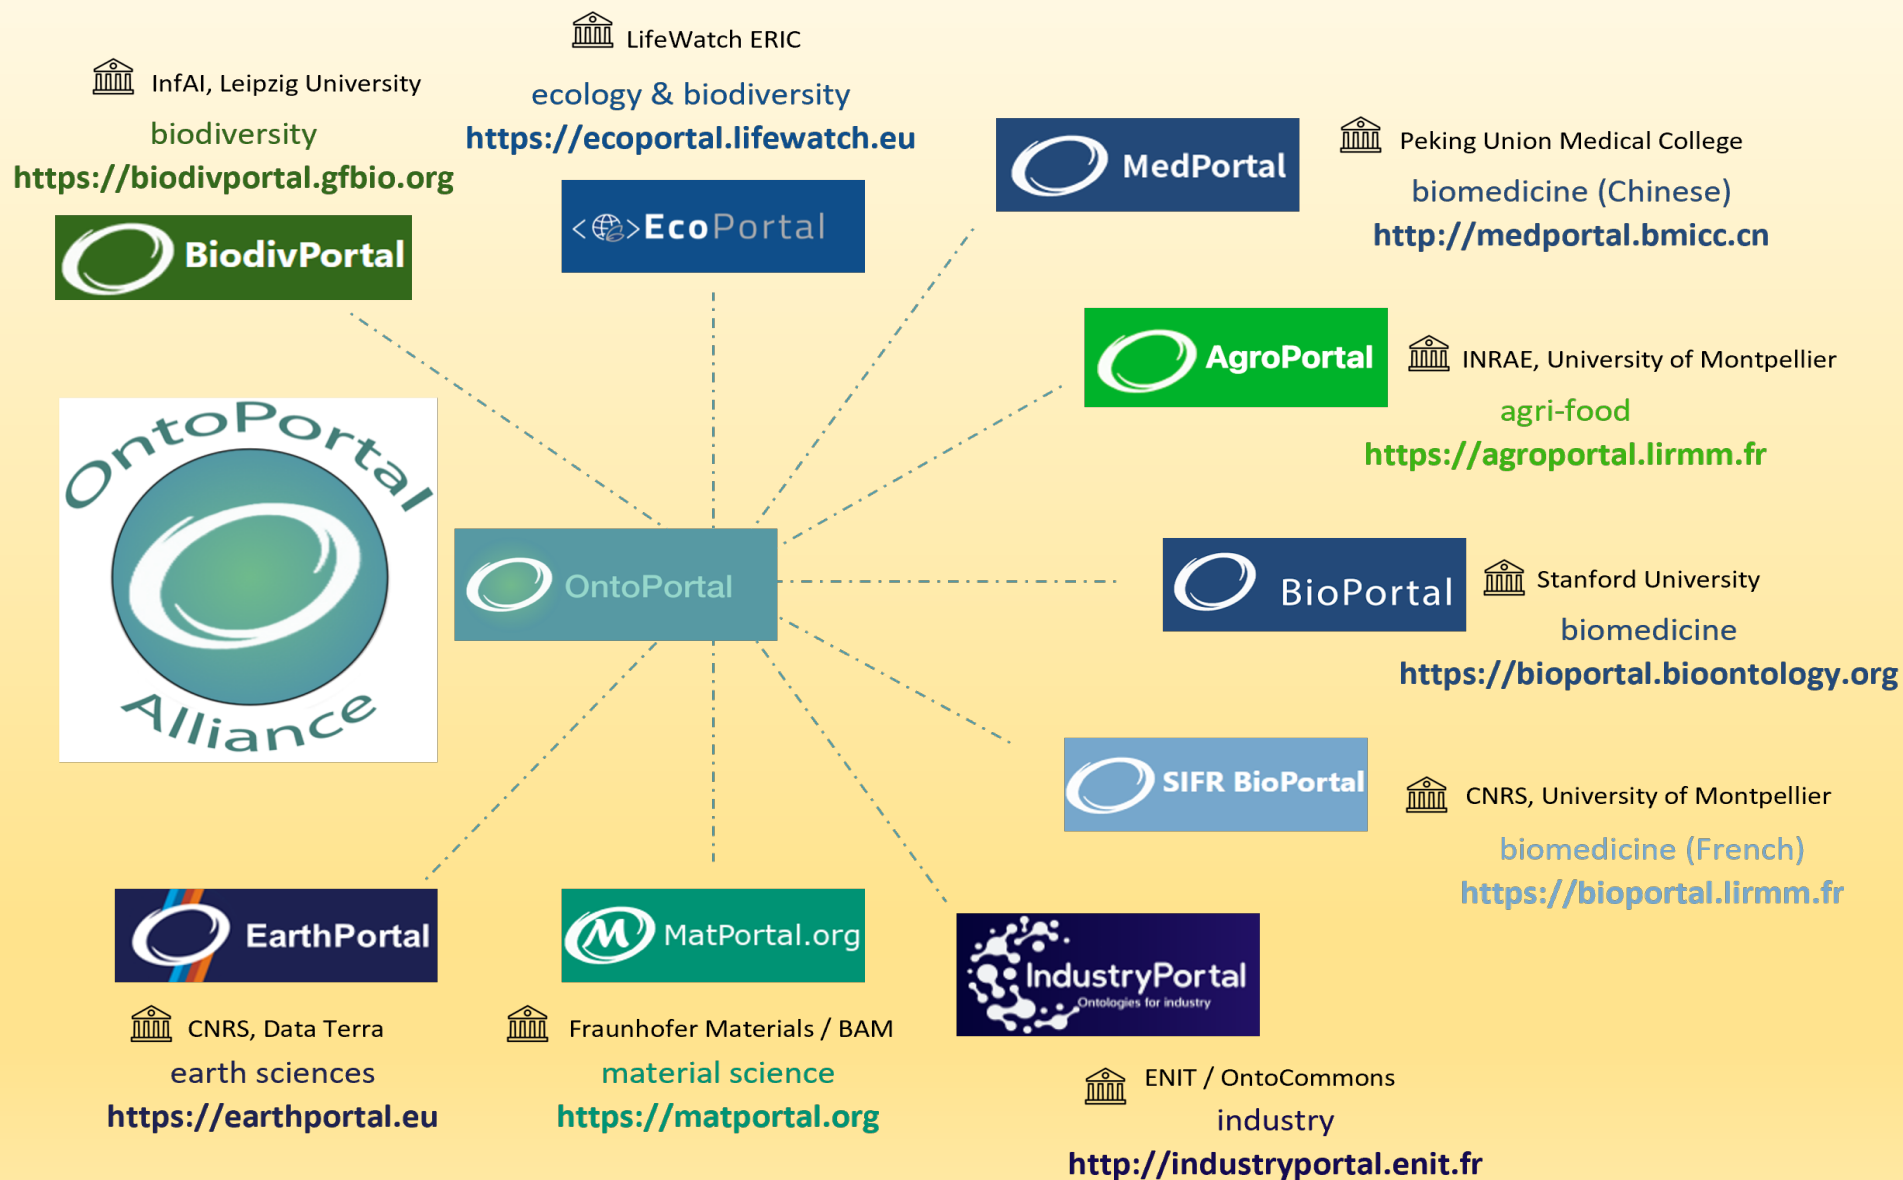 LifeWatch ERIC
ecology & biodiversity
https://ecoportal.lifewatch.eu
<EcoPortal
InfAI, Leipzig University
biodiversity
https://biodivportal.gfbio.org
BiodivPortal
MedPortal
Peking Union Medical College
biomedicine (Chinese)
http://medportal.bmicc.cn
AgroPortal
INRAE, University of Montpellier
agri-food
https://agroportal.lirmm.fr
OntoPortal
Alliance
OntoPortal
BioPortal
Stanford University
biomedicine
https://bioportal.bioontology.org
SIFR BioPortal
CNRS, University of Montpellier
biomedicine (French)
https://bioportal.lirmm.fr
EarthPortal
CNRS, Data Terra
earth sciences
https://earthportal.eu
M MatPortal.org
Fraunhofer Materials / BAM
material science
https://matportal.org
IndustryPortal
Ontologies for industry
ENIT / OntoCommons
industry
http://industryportal.enit.fr